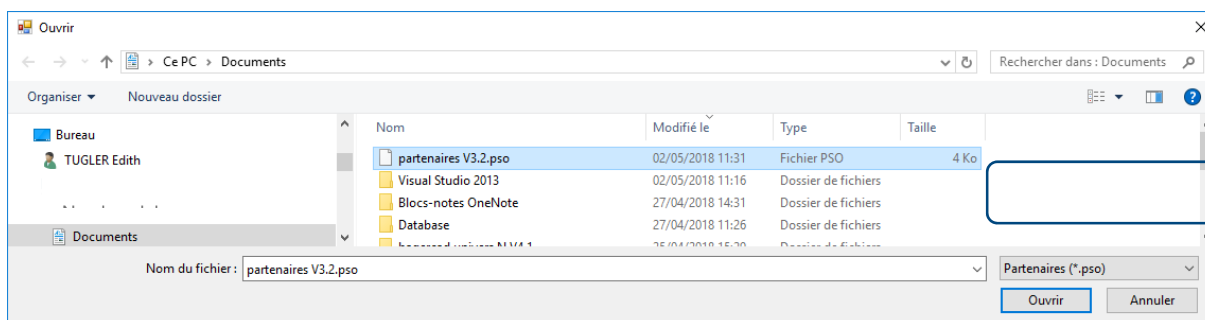 Ouvrir
Ce PC > Documents
Rechercher dans : Documents
Organiser
Nouveau dossier
Bureau
TUGLER Edith
Documents
Nom Modifié le Type Taille
partenaires V3.2.pso 02/05/2018 11:31 Fichier PSO 4 Ko
Visual Studio 2013 02/05/2018 11:16 Dossier de fichiers
Blocs-notes OneNote 27/04/2018 14:31 Dossier de fichiers
Database 27/04/2018 11:26 Dossier de fichiers
Nom du fichier : partenaires V3.2.pso
Partenaires (*.pso)
Ouvrir
Annuler